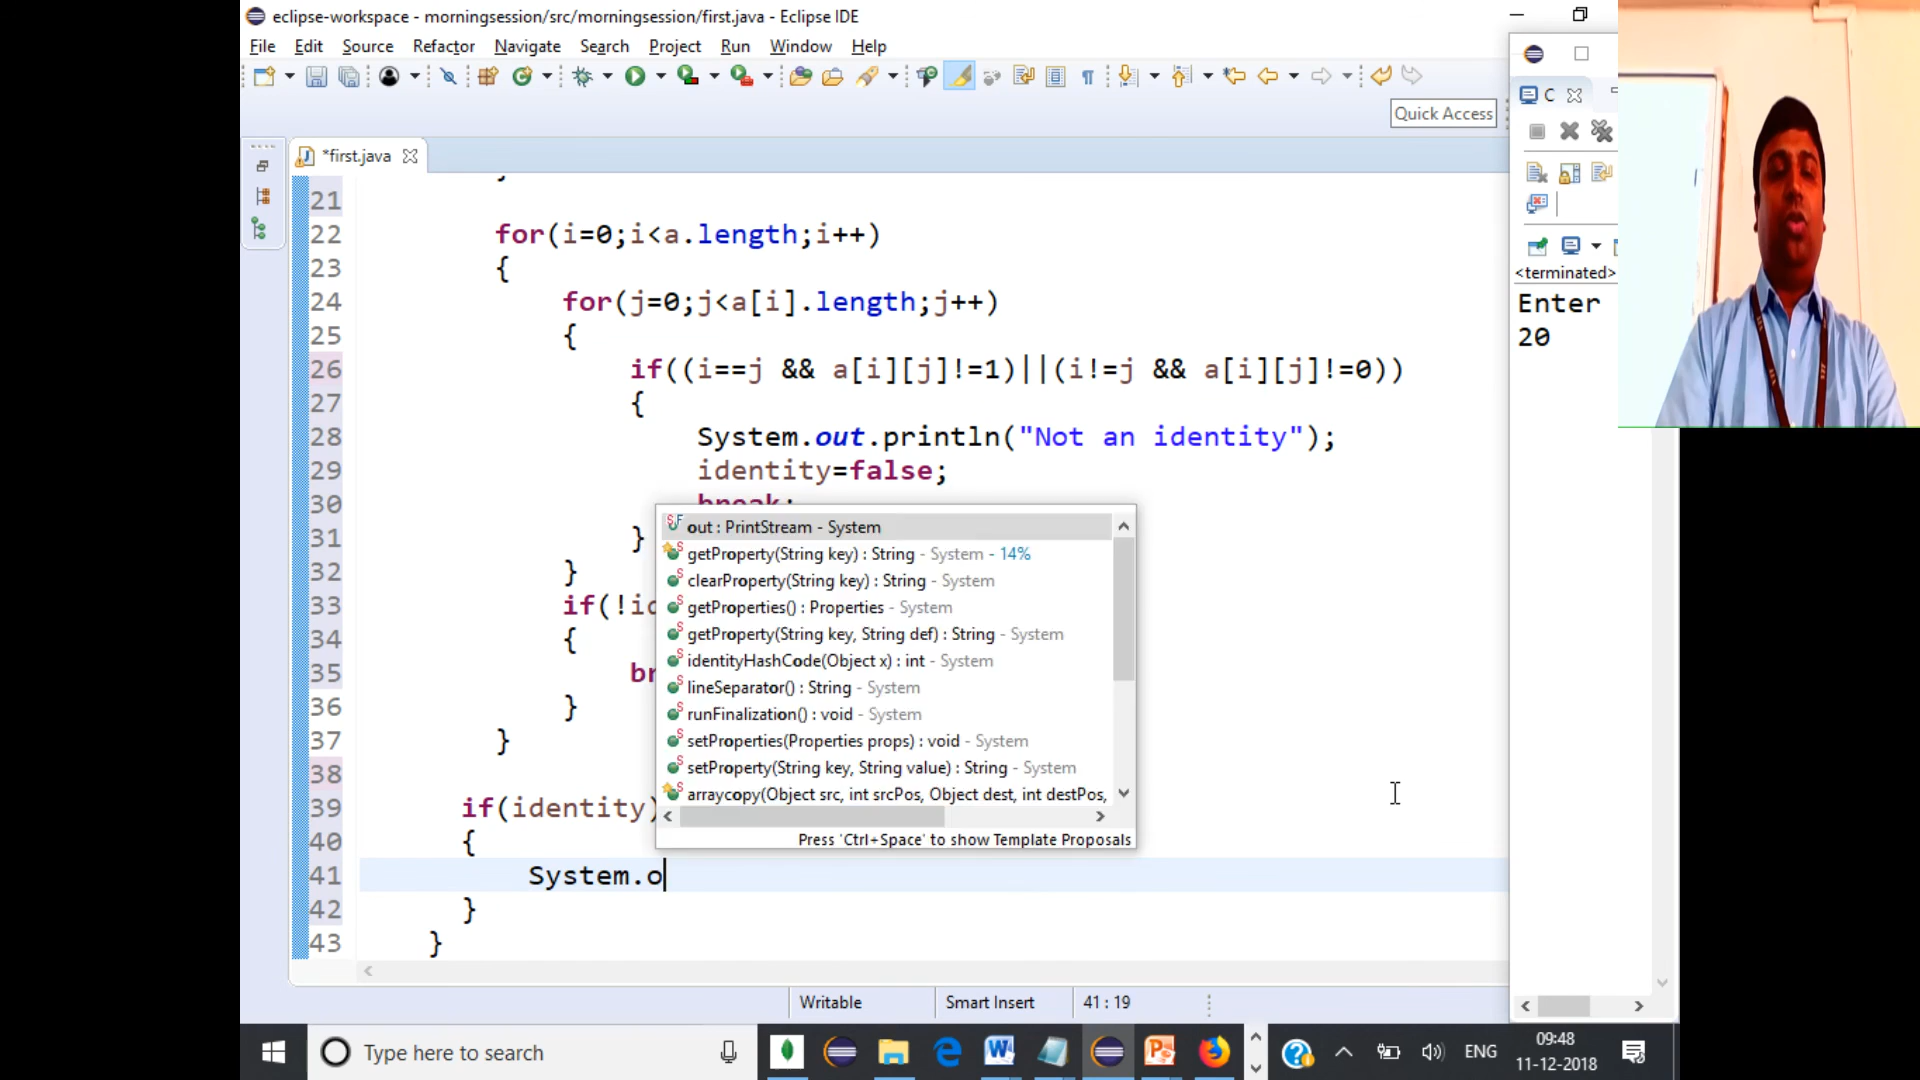 eclipse-workspace - morningsession/src/morningsession/first.java - Eclipse IDE
File Edit Source Refactor Navigate Search Project Run Window Help
Quick Access
*first.java
C
21
22 for(i=0;i<a.length;i++)
23 {
24 for(j=0;j<a[i].length;j++)
25 {
26 if((i==j && a[i][j]!=1)||(i!=j && a[i][j]!=0))
27 {
28 System.out.println("Not an identity");
29 identity=false;
30 break;
31 }
32 }
33 if(!id
34 {
35 br
36 }
37 }
38
39 if(identity)
40 {
41 System.o
42 }
43 }
out : PrintStream - System
getProperty(String key) : String - System - 14%
clearProperty(String key) : String - System
getProperties() : Properties - System
getProperty(String key, String def) : String - System
identityHashCode(Object x) : int - System
lineSeparator() : String - System
runFinalization() : void - System
setProperties(Properties props) : void - System
setProperty(String key, String value) : String - System
arraycopy(Object src, int srcPos, Object dest, int destPos,
Press 'Ctrl+Space' to show Template Proposals
<terminated>
Enter
20
Writable Smart Insert 41 : 19
Type here to search
ENG
09:48
11-12-2018